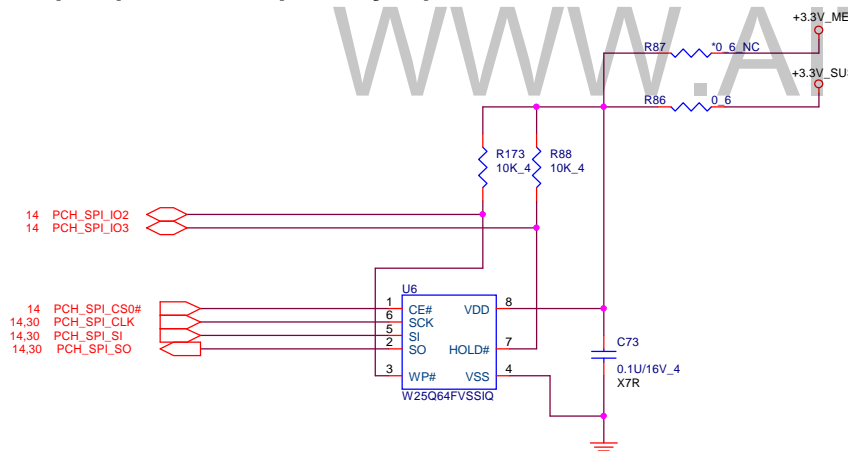 WWW.AI
+3.3V_ME
R87 *0_6_NC
+3.3V_SUS
R86 0_6
R173
10K_4
R88
10K_4
14 PCH_SPI_IO2
14 PCH_SPI_IO3
U6
14 PCH_SPI_CS0# 1 CE# VDD 8
14,30 PCH_SPI_CLK 6 SCK
14,30 PCH_SPI_SI 5 SI
14,30 PCH_SPI_SO 2 SO HOLD# 7
3 WP# VSS 4
W25Q64FVSSIQ
C73
0.1U/16V_4
X7R